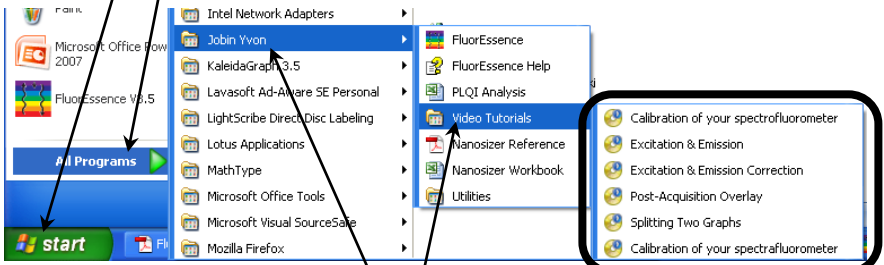 Paint
Microsoft Office Pow
2007
FluorEssence V3.5
All Programs
start
Intel Network Adapters
Jobin Yvon
KaleidaGraph 3.5
Lavasoft Ad-Aware SE Personal
LightScribe Direct Disc Labeling
Lotus Applications
MathType
Microsoft Office Tools
Microsoft Visual SourceSafe
Mozilla Firefox
FluorEssence
FluorEssence Help
PLQI Analysis
Video Tutorials
Nanosizer Reference
Nanosizer Workbook
Utilities
Calibration of your spectrofluorometer
Excitation & Emission
Excitation & Emission Correction
Post-Acquisition Overlay
Splitting Two Graphs
Calibration of your spectrafluorometer